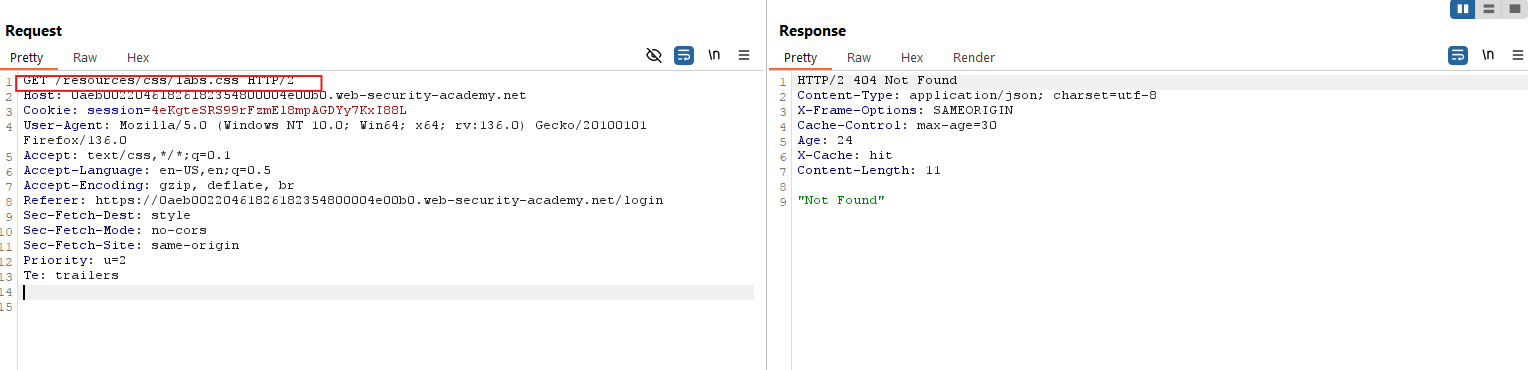 Request
Pretty Raw Hex
\n
1 GET /resources/css/labs.css HTTP/2
2 Host: 0aeb00220461826182354800004e00b0.web-security-academy.net
3 Cookie: session=4eKgteSRS99rFzmEl8mpAGDYy7KxI88L
4 User-Agent: Mozilla/5.0 (Windows NT 10.0; Win64; x64; rv:136.0) Gecko/20100101
Firefox/136.0
5 Accept: text/css,*/*;q=0.1
6 Accept-Language: en-US,en;q=0.5
7 Accept-Encoding: gzip, deflate, br
8 Referer: https://0aeb00220461826182354800004e00b0.web-security-academy.net/login
9 Sec-Fetch-Dest: style
10 Sec-Fetch-Mode: no-cors
11 Sec-Fetch-Site: same-origin
12 Priority: u=2
13 Te: trailers
14
15
Response
Pretty Raw Hex Render
\n
1 HTTP/2 404 Not Found
2 Content-Type: application/json; charset=utf-8
3 X-Frame-Options: SAMEORIGIN
4 Cache-Control: max-age=30
5 Age: 24
6 X-Cache: hit
7 Content-Length: 11
8
9 "Not Found"